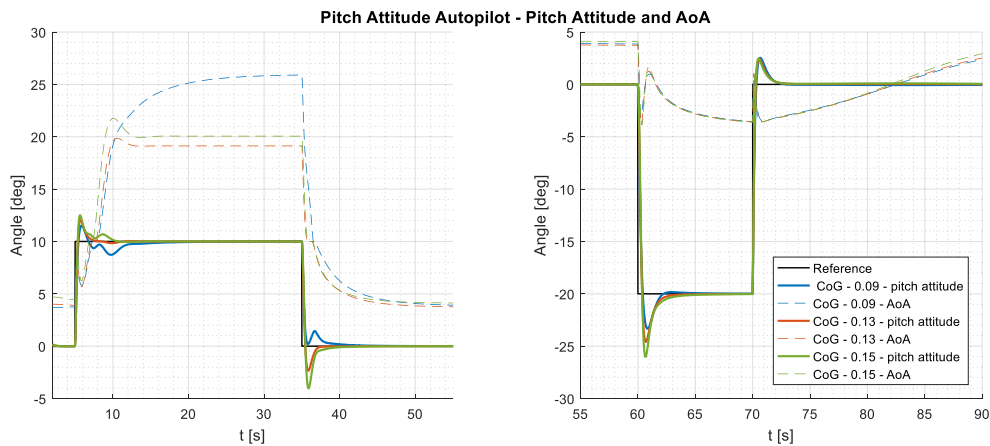 Pitch Attitude Autopilot - Pitch Attitude and AoA
30
25
20
15
10
5
0
-5
Angle [deg]
10
20
30
40
50
t [s]
5
0
-5
-10
-15
-20
-25
-30
Angle [deg]
55
60
65
70
75
80
85
90
t [s]
Reference
CoG - 0.09 - pitch attitude
CoG - 0.09 - AoA
CoG - 0.13 - pitch attitude
CoG - 0.13 - AoA
CoG - 0.15 - pitch attitude
CoG - 0.15 - AoA